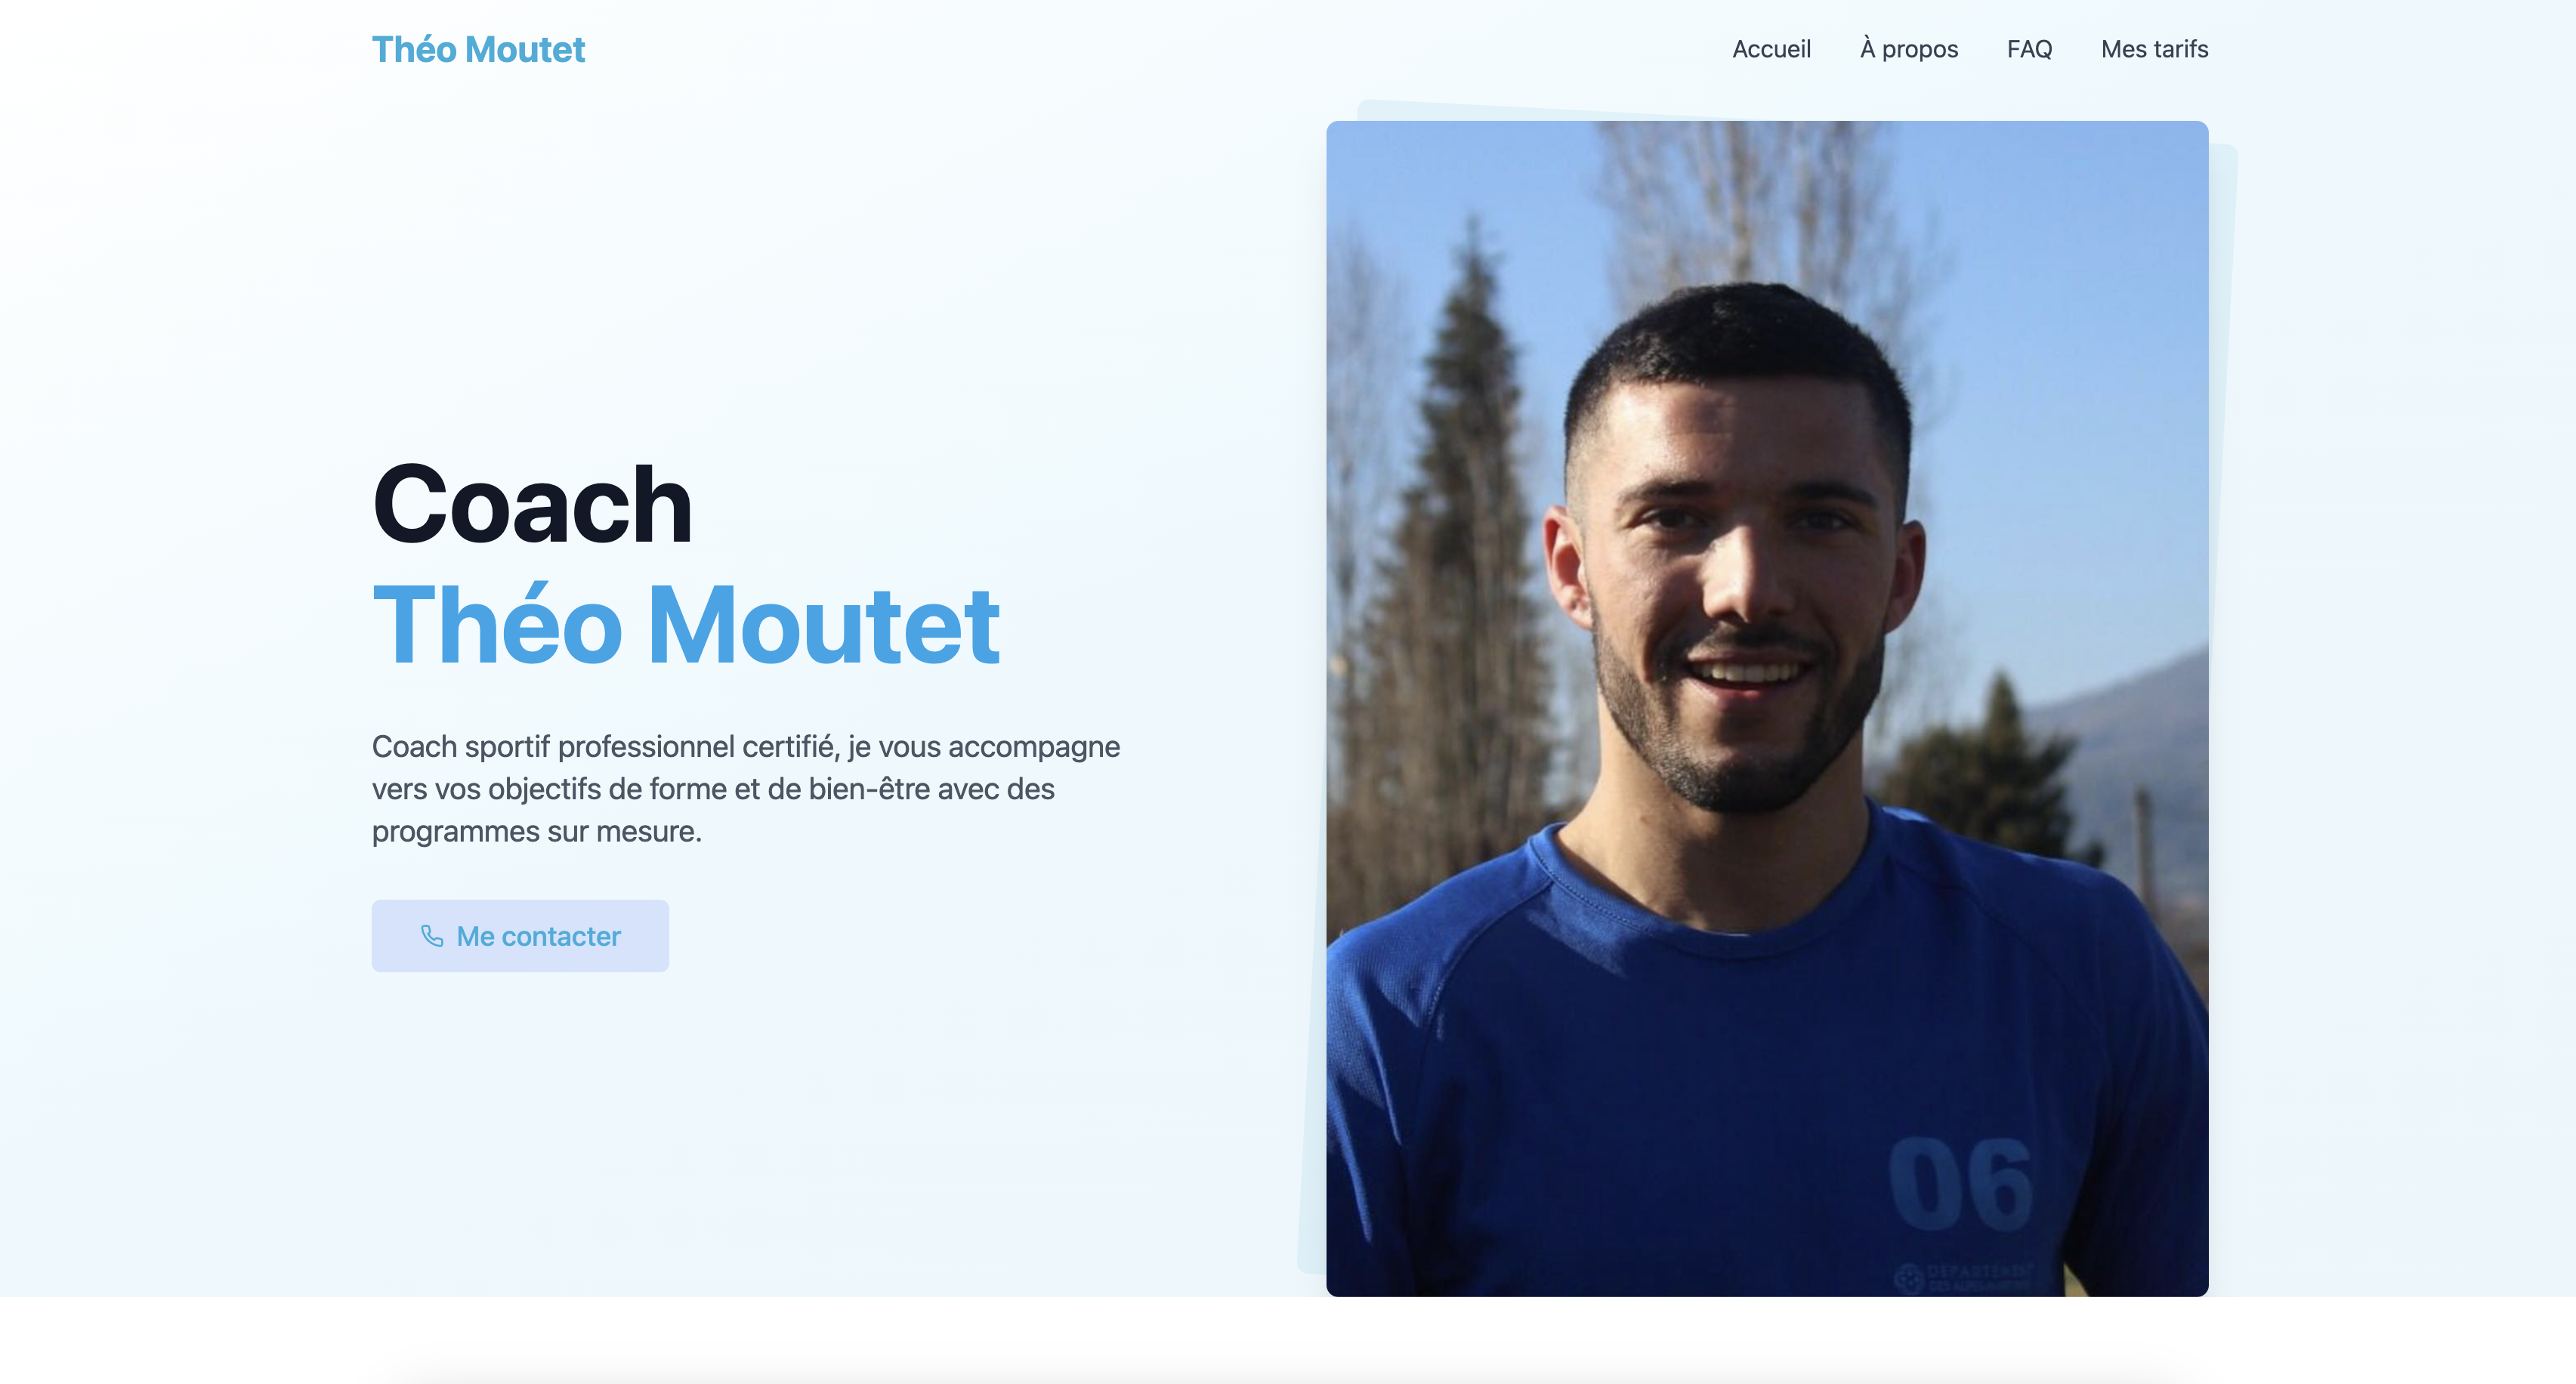 Théo Moutet
Accueil
À propos
FAQ
Mes tarifs
Coach
Théo Moutet
Coach sportif professionnel certifié, je vous accompagne
vers vos objectifs de forme et de bien-être avec des
programmes sur mesure.
Me contacter
06
DÉPARTEMENT